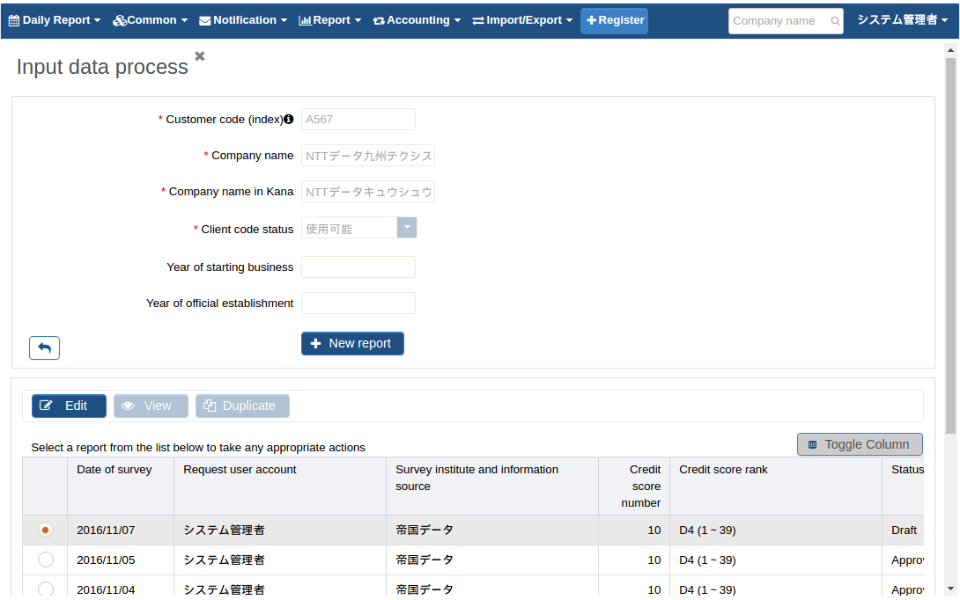 Daily Report Common Notification Report Accounting Import/Export Register Company name システム管理者
Input data process
* Customer code (index) A567
* Company name NTTデータ九州テクシス
* Company name in Kana NTTデータキュウシュウ
* Client code status 使用可能
Year of starting business
Year of official establishment
New report
Edit View Duplicate
Select a report from the list below to take any appropriate actions Toggle Column
Date of survey Request user account Survey institute and information source Credit score number Credit score rank Status
2016/11/07 システム管理者 帝国データ 10 D4 (1 ~ 39) Draft
2016/11/05 システム管理者 帝国データ 10 D4 (1 ~ 39) Appro
2016/11/04 システム管理者 帝国データ 10 D4 (1 ~ 39) Appro